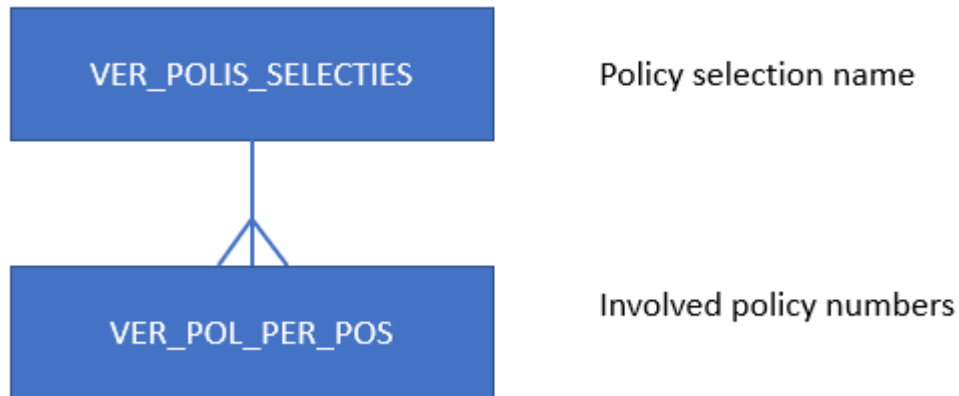 VER_POLIS_SELECTIES
Policy selection name
VER_POL_PER_POS
Involved policy numbers